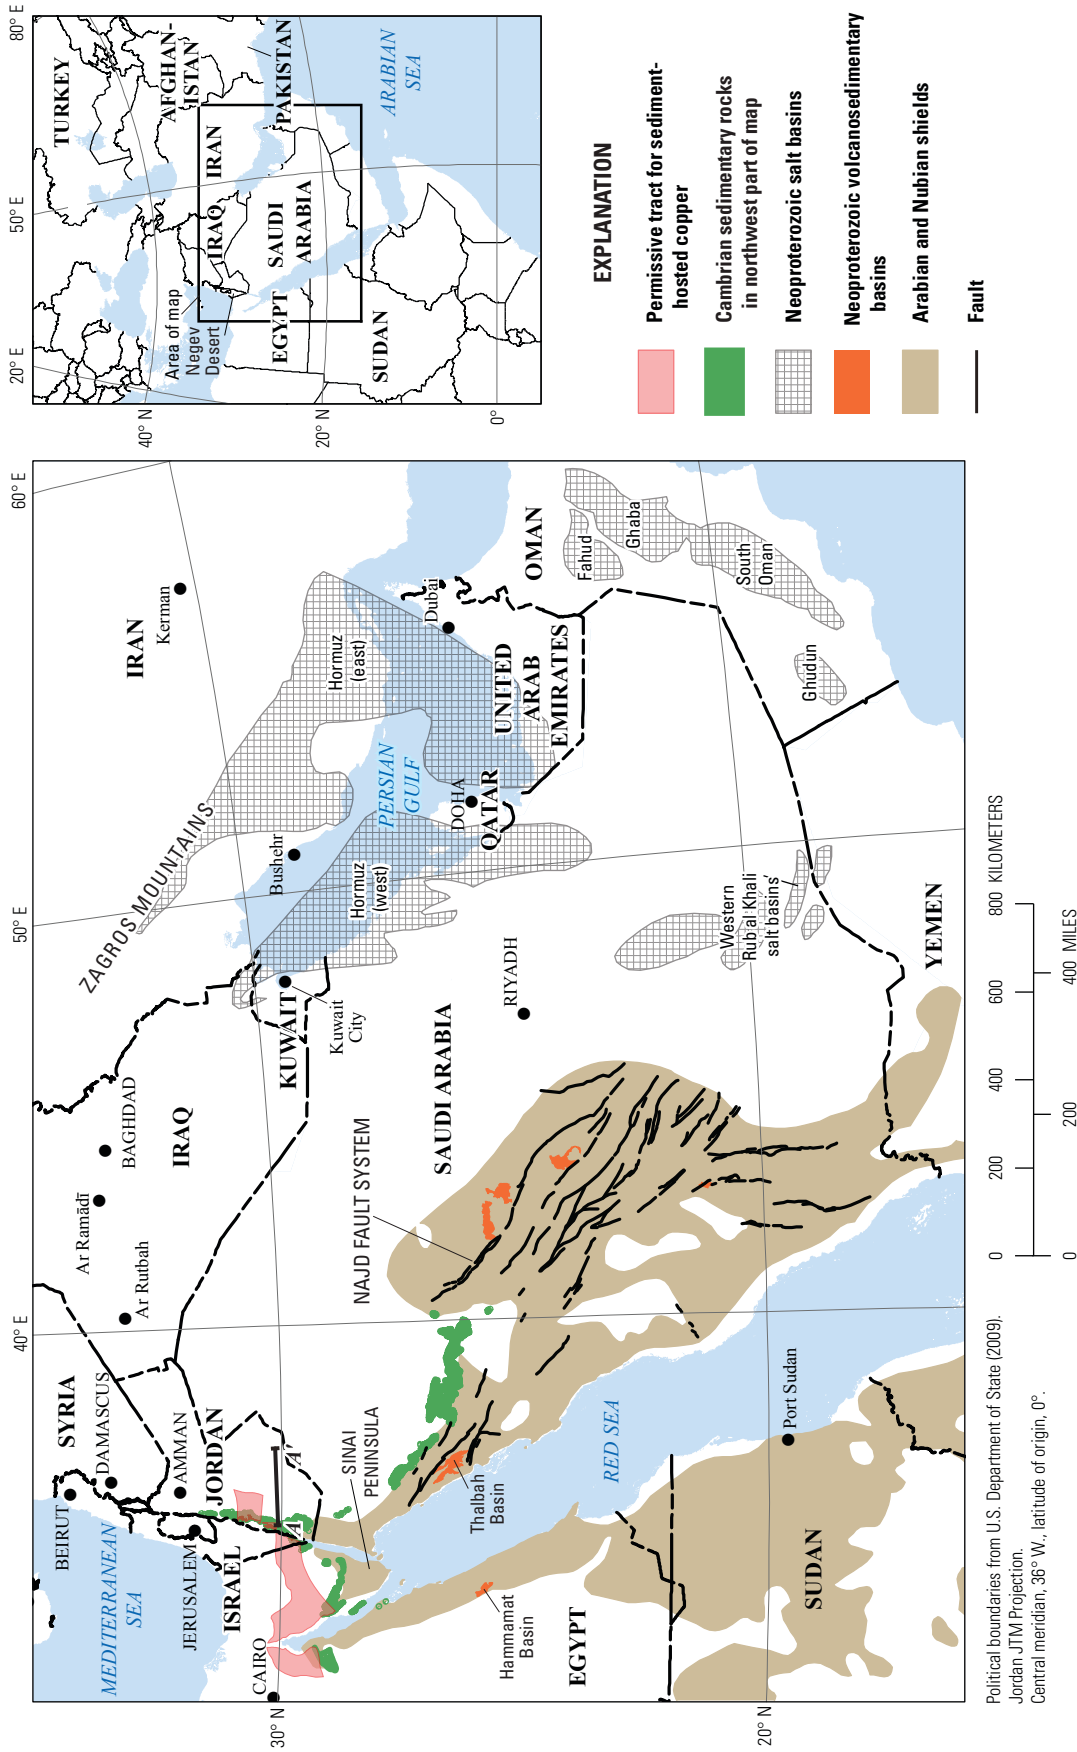 20° E
50° E
80° E
40° N
20° N
0°
TURKEY
AFGHAN-
ISTAN
PAKISTAN
IRAN
IRAQ
SAUDI
ARABIA
EGYPT
SUDAN
ARABIAN
SEA
Area of map
Negev
Desert
EXPLANATION
Permissive tract for sediment-
hosted copper
Cambrian sedimentary rocks
in northwest part of map
Neoproterozoic salt basins
Neoproterozoic volcanosedimentary
basins
Arabian and Nubian shields
Fault
40° E
50° E
60° E
30° N
20° N
MEDITERRANEAN
SEA
BEIRUT
SYRIA
DAMASCUS
AMMAN
JORDAN
JERUSALEM
ISRAEL
CAIRO
A
A'
SINAI
PENINSULA
Ar Rutbah
Ar Ramādī
BAGHDAD
IRAQ
ZAGROS MOUNTAINS
IRAN
Kerman
Bushehr
KUWAIT
Kuwait
City
Hormuz
(west)
Hormuz
(east)
PERSIAN
GULF
DOHA
QATAR
UNITED
ARAB
EMIRATES
Dubai
OMAN
Fahud
Ghaba
South
Oman
Ghudun
Western
Rub'al Khali
salt basins'
YEMEN
RIYADH
SAUDI ARABIA
NAJD FAULT SYSTEM
Thalbah
Basin
Hammamat
Basin
EGYPT
RED SEA
Port Sudan
SUDAN
Political boundaries from U.S. Department of State (2009).
Jordan JTM Projection.
Central meridian, 36° W., latitude of origin, 0°.
0 200 400 600 800 KILOMETERS
0 200 400 MILES